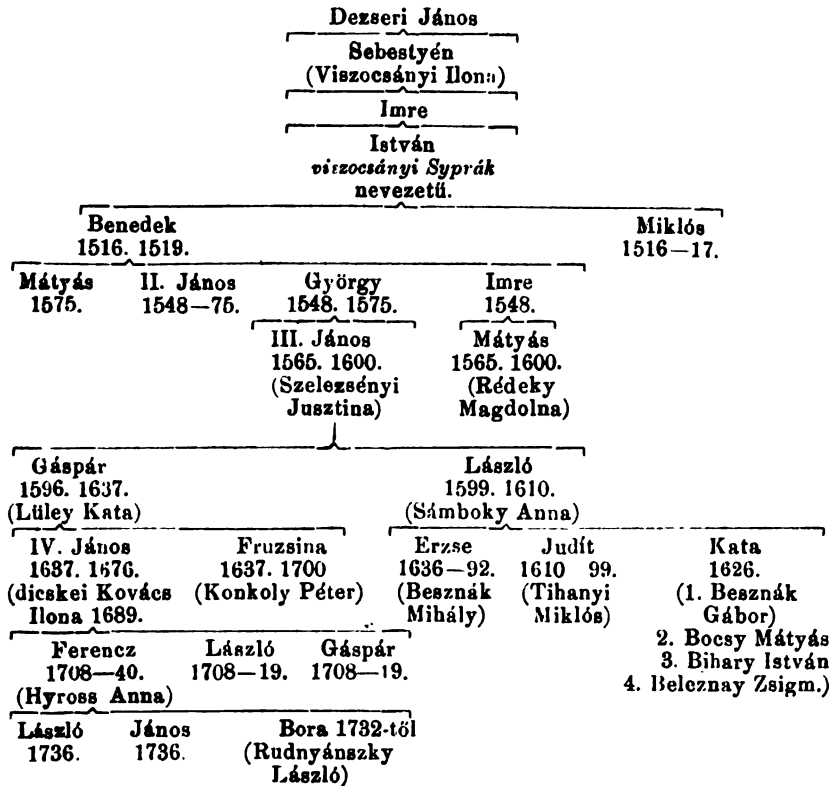 Dezseri János
Sebestyén
(Viszocsányi Ilona)
Imre
István
viszocsányi Syprák
nevezetű.
Benedek Miklós
1516. 1519. 1516—17.
Mátyás II. János György Imre
1575. 1548—75. 1548. 1575. 1548.
III. János Mátyás
1565. 1600. 1565. 1600.
(Szelezsényi (Rédeky
Jusztina) Magdolna)
Gáspár László
1596. 1637. 1599. 1610.
(Lüley Kata) (Sámboky Anna)
IV. János Fruzsina Erzse Judít Kata
1637. 1676. 1637. 1700 1636—92. 1610 99. 1626.
(dicskei Kovács (Konkoly Péter) (Besznák (Tihanyi (1. Besznák
Ilona 1689. Mihály) Miklós) Gábor)
Ferencz László Gáspár 2. Bocsy Mátyás
1708—40. 1708—19. 1708—19. 3. Bihary István
(Hyross Anna) 4. Beleznay Zsigm.)
László János Bora 1732-től
1736. 1736. (Rudnyánszky
László)